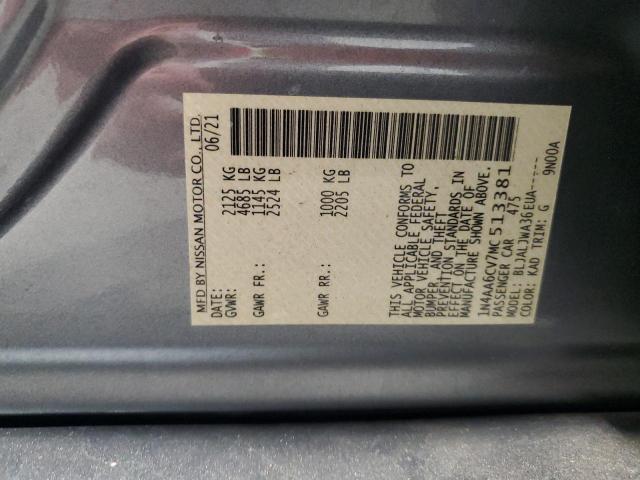 MFD BY NISSAN MOTOR CO., LTD.
DATE: 06/21
GVWR: 2125 KG
4685 LB
GAWR FR.: 1145 KG
2524 LB
GAWR RR.: 1000 KG
2205 LB
THIS VEHICLE CONFORMS TO
ALL APPLICABLE FEDERAL
MOTOR VEHICLE SAFETY,
BUMPER, AND THEFT
PREVENTION STANDARDS IN
EFFECT ON THE DATE OF
MANUFACTURE SHOWN ABOVE.
1N4AA6CV7MC513381
PASSENGER CAR 475
MODEL: BLJALJWA36EUA-----
COLOR: KAD TRIM: G 9N00A